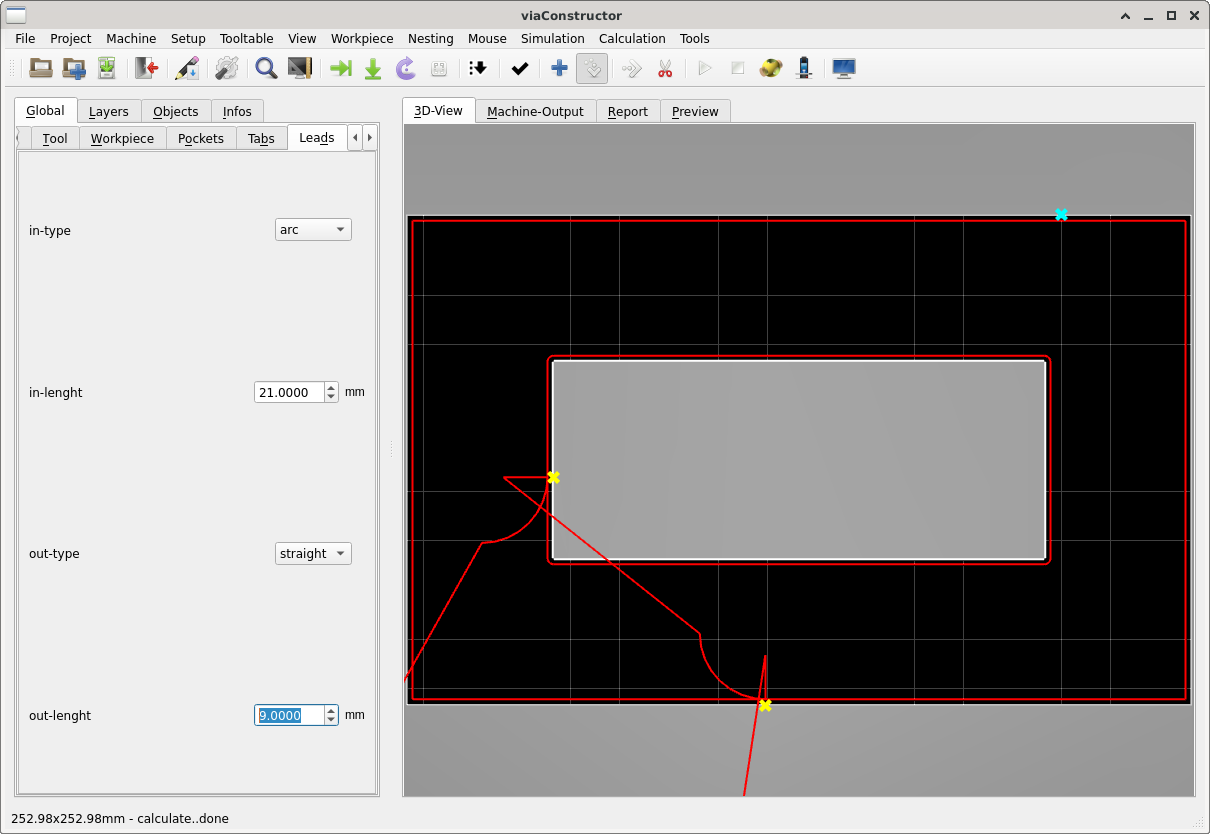 viaConstructor
File Project Machine Setup Tooltable View Workpiece Nesting Mouse Simulation Calculation Tools
Global Layers Objects Infos
3D-View Machine-Output Report Preview
Tool Workpiece Pockets Tabs Leads
in-type arc
in-lenght 21.0000 mm
out-type straight
out-lenght 9.0000 mm
252.98x252.98mm - calculate..done